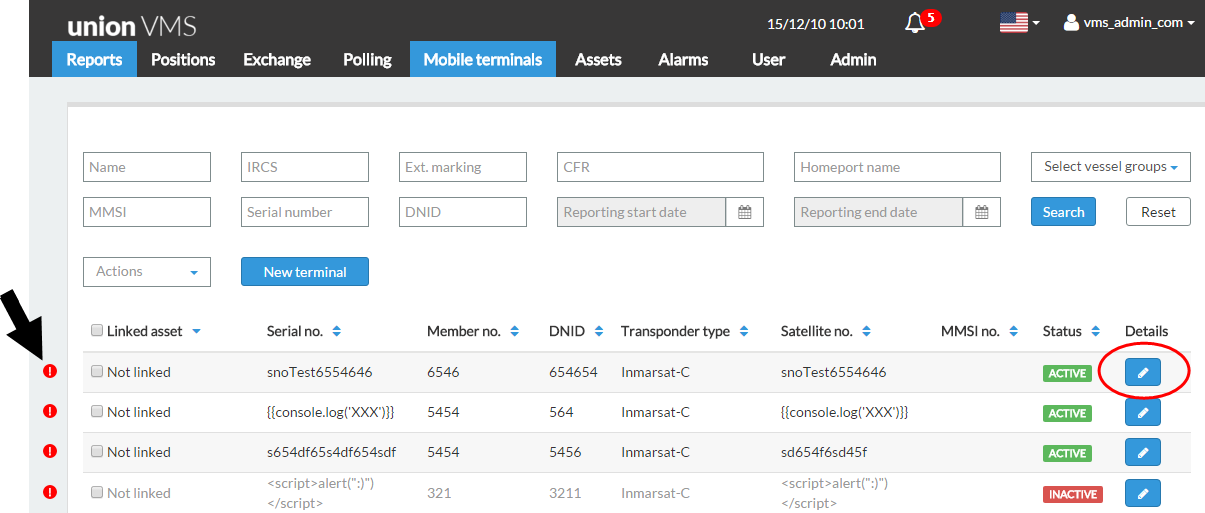 union VMS
15/12/10 10:01
5
vms_admin_com
Reports Positions Exchange Polling Mobile terminals Assets Alarms User Admin
Name IRCS Ext. marking CFR Homeport name Select vessel groups
MMSI Serial number DNID Reporting start date Reporting end date Search Reset
Actions New terminal
Linked asset Serial no. Member no. DNID Transponder type Satellite no. MMSI no. Status Details
! Not linked snoTest6554646 6546 654654 Inmarsat-C snoTest6554646 ACTIVE
! Not linked {{console.log('XXX')}} 5454 564 Inmarsat-C {{console.log('XXX')}} ACTIVE
! Not linked s654df65s4df654sdf 5454 5456 Inmarsat-C sd654f6sd45f ACTIVE
! Not linked <script>alert(":)") 321 3211 Inmarsat-C <script>alert(":)") INACTIVE
</script> </script>